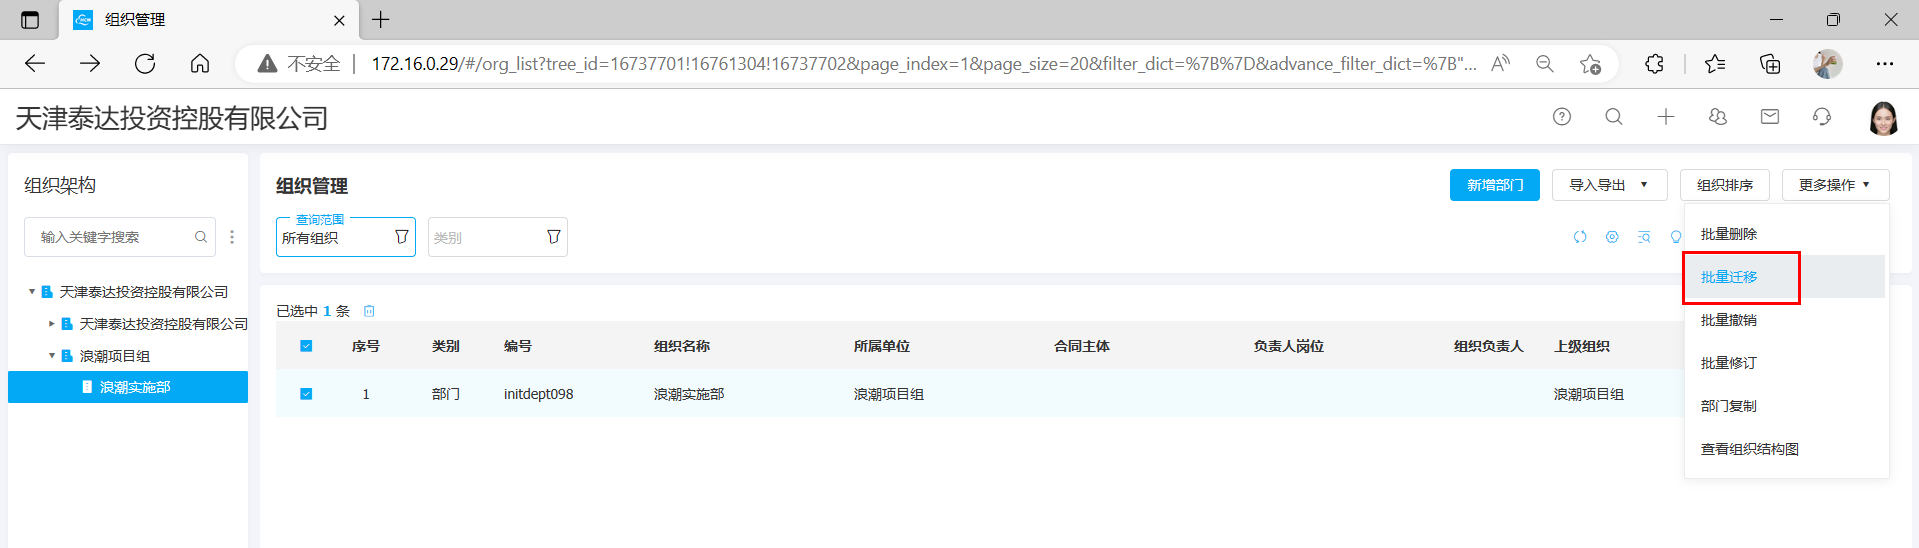 组织管理
不安全 172.16.0.29/#/org_list?tree_id=16737701!16761304!16737702&page_index=1&page_size=20&filter_dict=%7B%7D&advance_filter_dict=%7B"...
天津泰达投资控股有限公司
组织架构
输入关键字搜索
天津泰达投资控股有限公司
天津泰达投资控股有限公司
浪潮项目组
浪潮实施部
组织管理
新增部门 导入导出 组织排序 更多操作
查询范围
所有组织 类别
批量删除
批量迁移
批量撤销
批量修订
部门复制
查看组织结构图
已选中 1 条
序号 类别 编号 组织名称 所属单位 合同主体 负责人岗位 组织负责人 上级组织
1 部门 initdept098 浪潮实施部 浪潮项目组 浪潮项目组